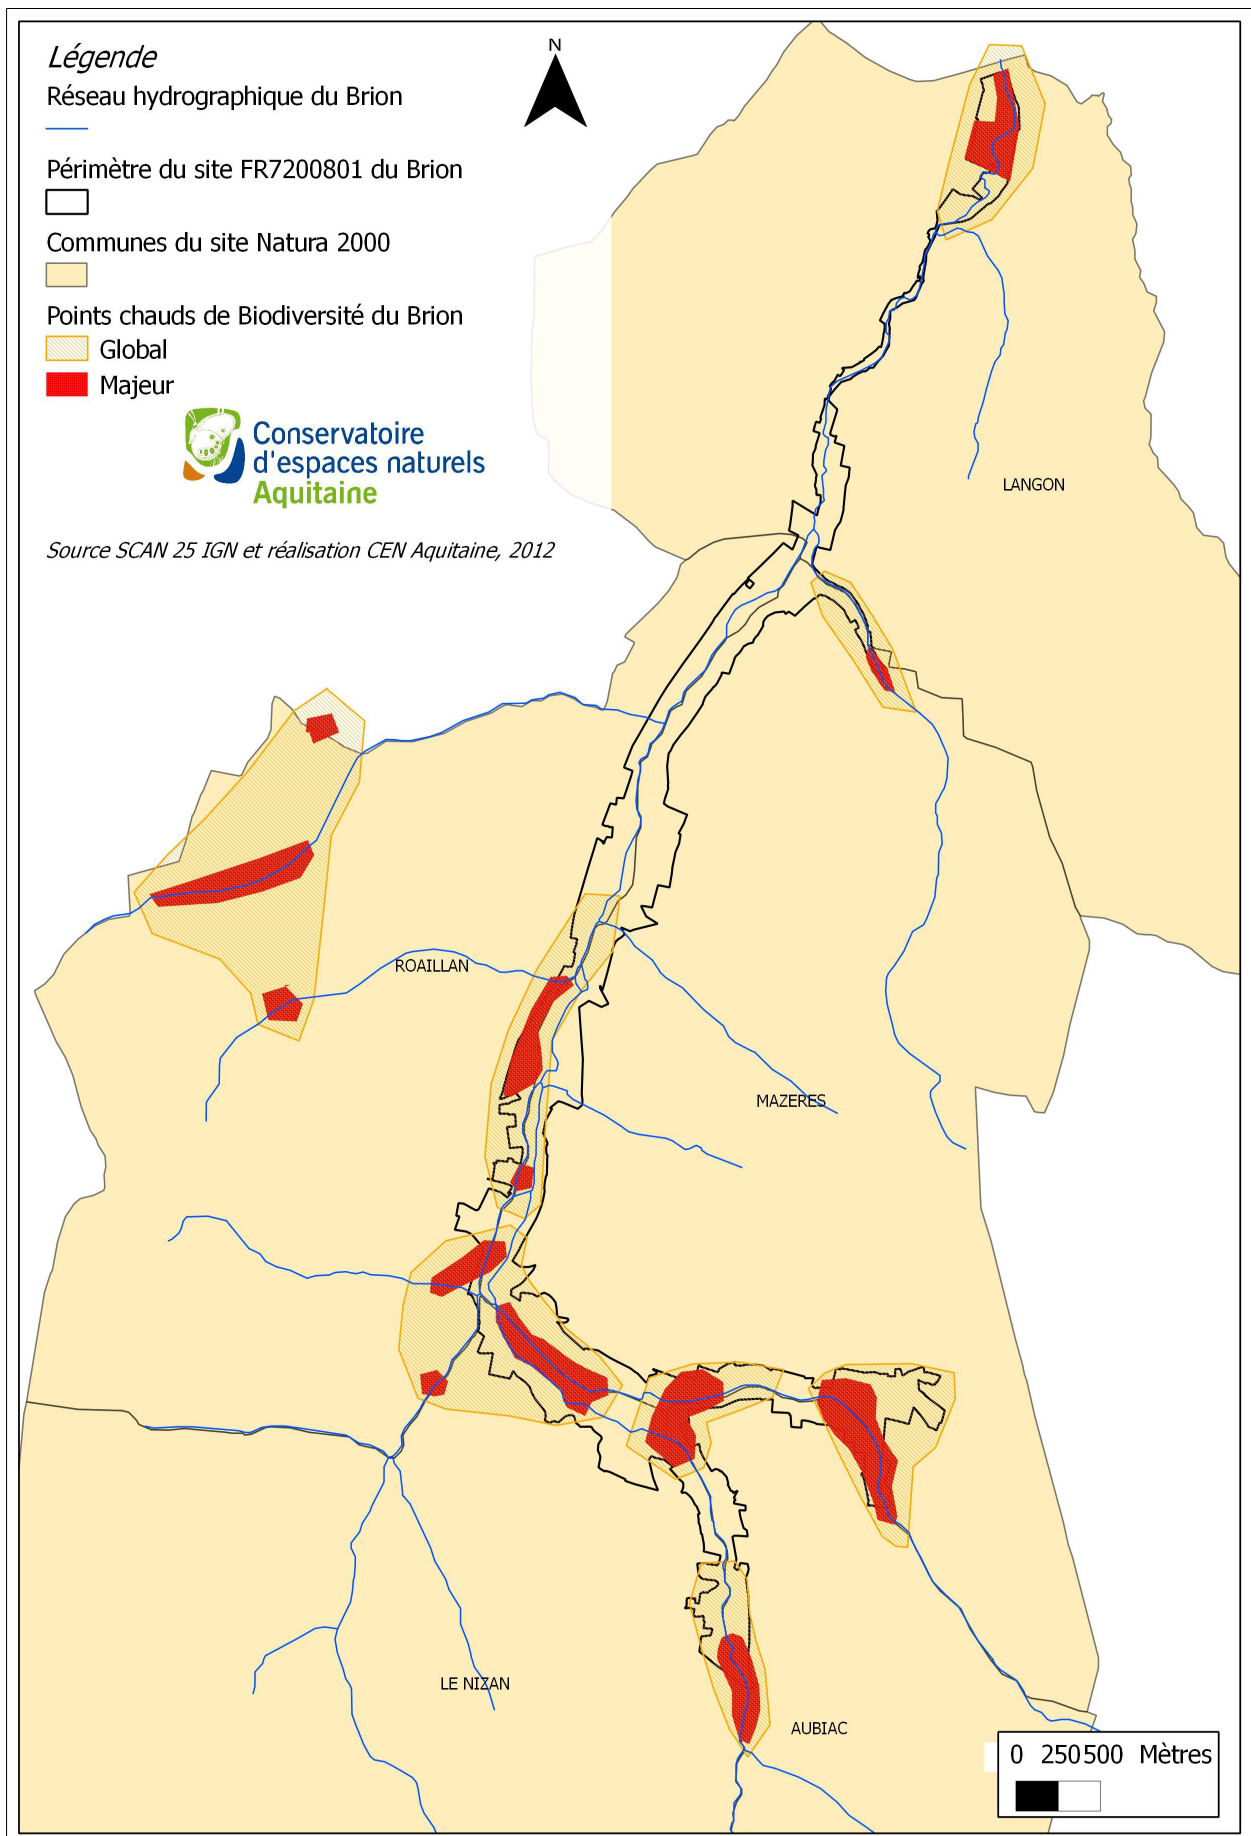 Légende
Réseau hydrographique du Brion
Périmètre du site FR7200801 du Brion
Communes du site Natura 2000
Points chauds de Biodiversité du Brion
Global
Majeur
Conservatoire
d'espaces naturels
Aquitaine
Source SCAN 25 IGN et réalisation CEN Aquitaine, 2012
N
LANGON
ROAILLAN
MAZERES
LE NIZAN
AUBIAC
0 250 500 Mètres